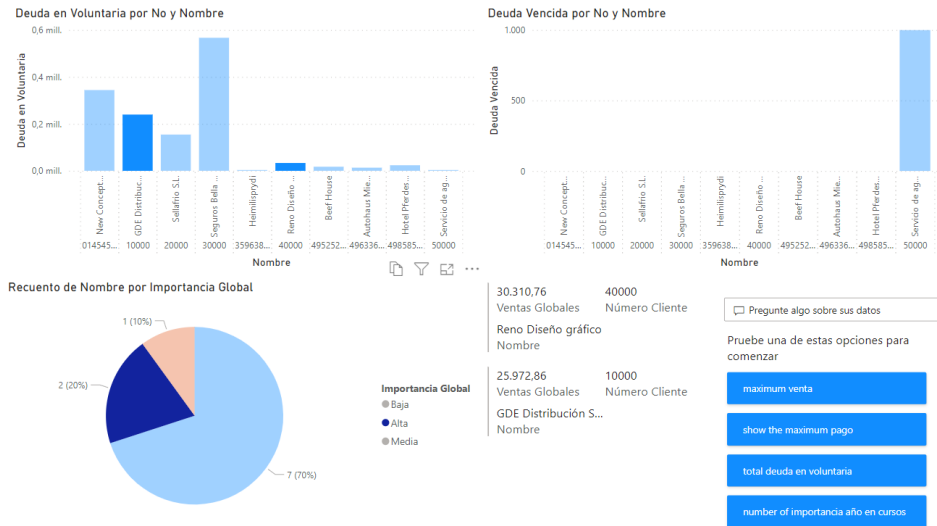 Deuda en Voluntaria por No y Nombre
0,6 mill.
0,4 mill.
0,2 mill.
0,0 mill.
Deuda en Voluntaria
New Concept...
GDE Distribuc...
Sellafrio S.L.
Seguros Bella ...
Heimilisprydi
Reno Diseño ...
Beef House
Autohaus Mie...
Hotel Pferdes...
Servicio de ag...
014545... 10000 20000 30000 359638... 40000 495252... 496336... 498585... 50000
Nombre
Deuda Vencida por No y Nombre
1.000
500
0
Deuda Vencida
New Concept...
GDE Distribuc...
Sellafrio S.L.
Seguros Bella ...
Heimilisprydi
Reno Diseño ...
Beef House
Autohaus Mie...
Hotel Pferdes...
Servicio de ag...
014545... 10000 20000 30000 359638... 40000 495252... 496336... 498585... 50000
Nombre
Recuento de Nombre por Importancia Global
1 (10%)
2 (20%)
7 (70%)
Importancia Global
Baja
Alta
Media
30.310,76 40000
Ventas Globales Número Cliente
Reno Diseño gráfico
Nombre
25.972,86 10000
Ventas Globales Número Cliente
GDE Distribución S...
Nombre
Pregunte algo sobre sus datos
Pruebe una de estas opciones para
comenzar
maximum venta
show the maximum pago
total deuda en voluntaria
number of importancia año en cursos